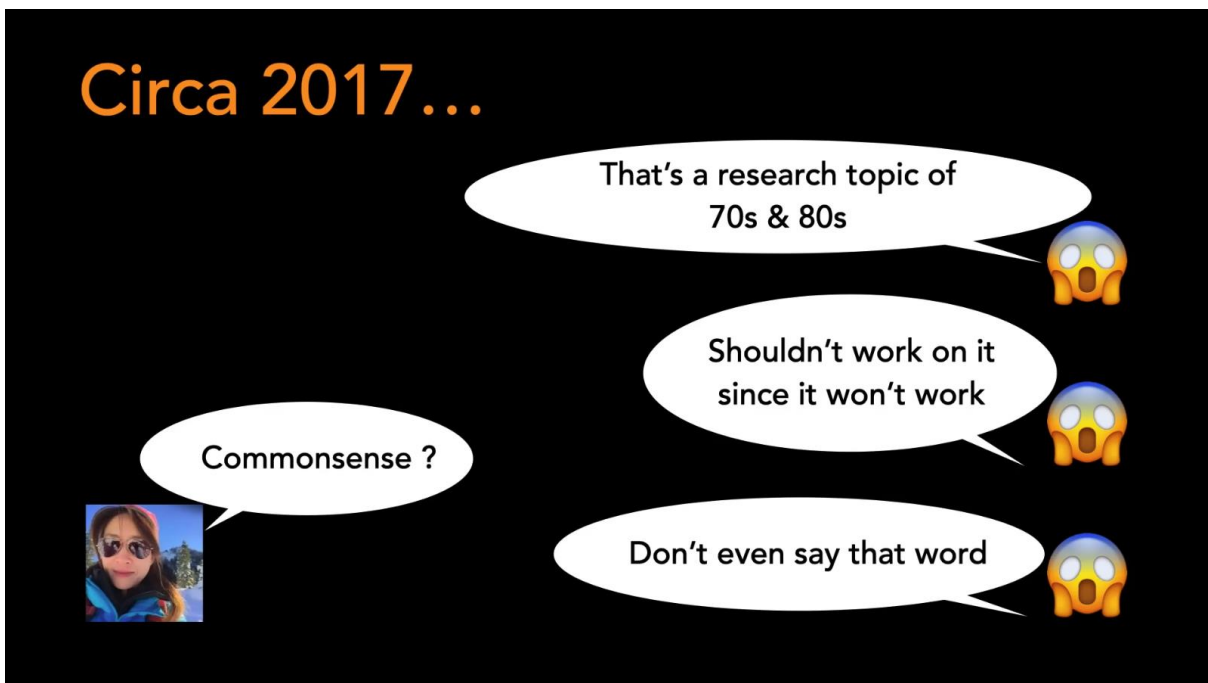 Circa 2017...
That's a research topic of
70s & 80s
Shouldn't work on it
since it won't work
Commonsense ?
Don't even say that word